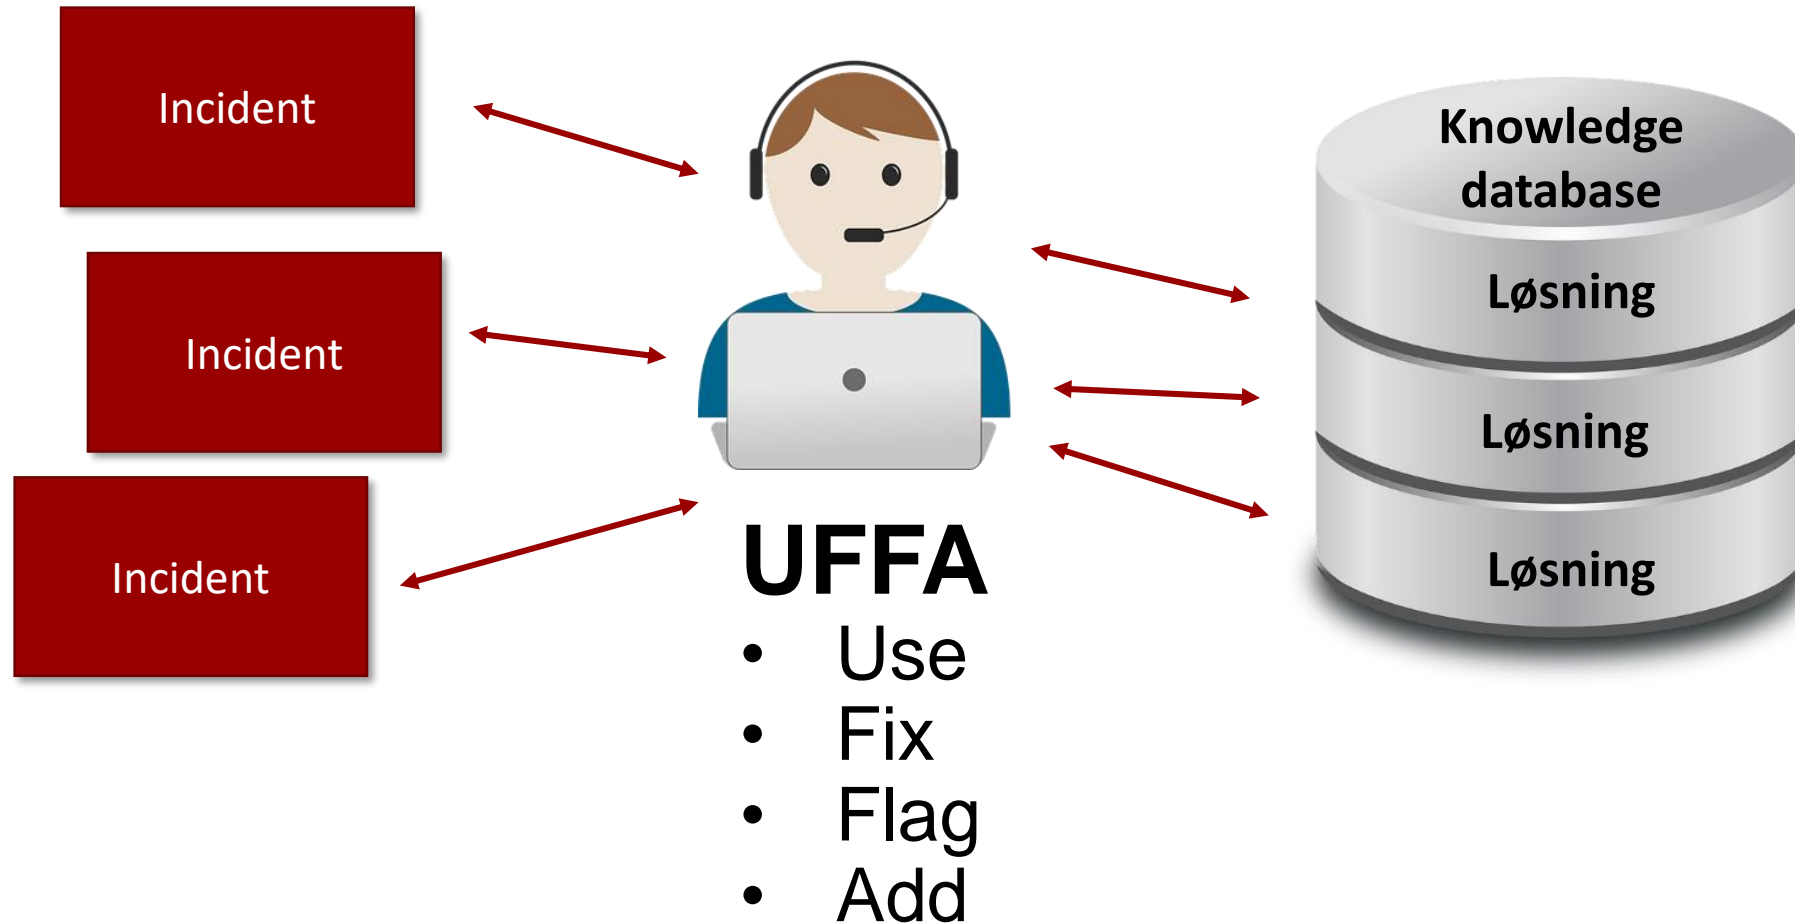 Incident
Incident
Incident
UFFA
• Use
• Fix
• Flag
• Add
Knowledge
database
Løsning
Løsning
Løsning